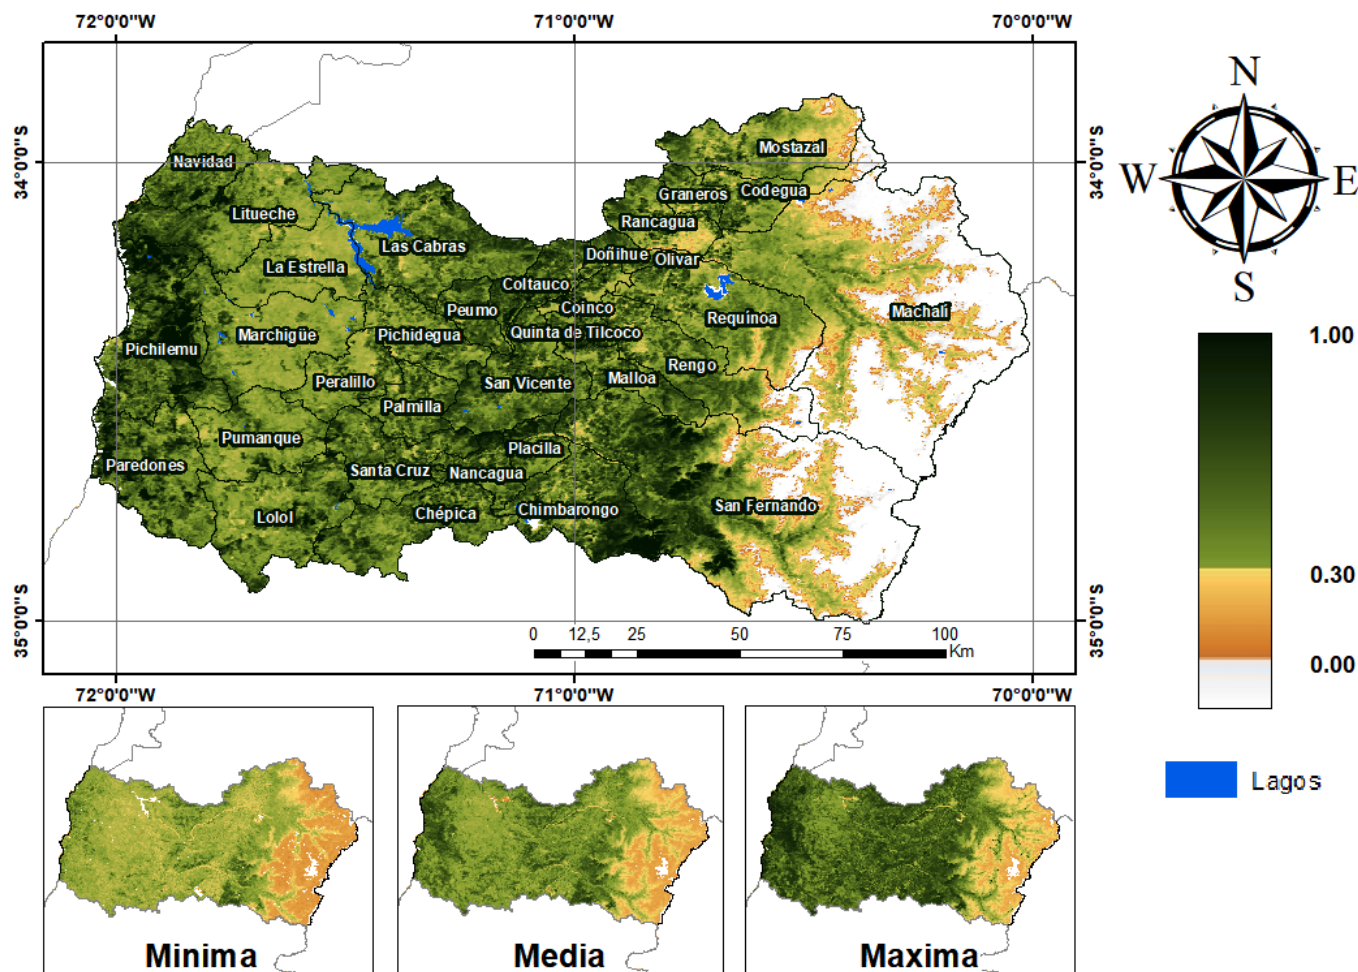 72°0'0"W 71°0'0"W 70°0'0"W
34°0'0"S
34°0'0"S
35°0'0"S
35°0'0"S
Navidad
Mostazal
Graneros
Codegua
Litueche
Rancagua
Las Cabras
Doñihue
Olivar
La Estrella
Coltauco
Peumo
Coinco
Requínoa
Machalí
Marchigüe
Pichidegua
Quinta de Tilcoco
Pichilemu
Rengo
Peralillo
San Vicente
Malloa
Palmilla
Pumanque
Placilla
Paredones
Santa Cruz
Nancagua
San Fernando
Lolol
Chépica
Chimbarongo
0 12,5 25 50 75 100
Km
72°0'0"W 71°0'0"W 70°0'0"W
N
W E
S
1.00
0.30
0.00
Lagos
Minima
Media
Maxima